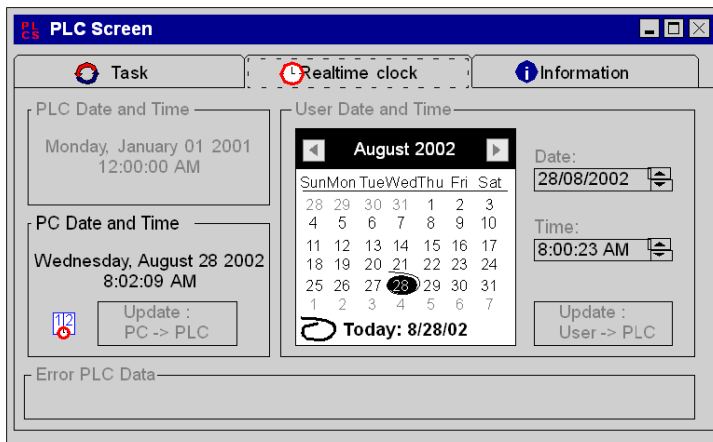 PLCS PLC Screen
Task Realtime clock Information
PLC Date and Time
Monday, January 01 2001
12:00:00 AM
PC Date and Time
Wednesday, August 28 2002
8:02:09 AM
12
Update :
PC -> PLC
User Date and Time
August 2002
Sun Mon Tue Wed Thu Fri Sat
28 29 30 31 1 2 3
4 5 6 7 8 9 10
11 12 13 14 15 16 17
18 19 20 21 22 23 24
25 26 27 28 29 30 31
1 2 3 4 5 6 7
Today: 8/28/02
Date:
28/08/2002
Time:
8:00:23 AM
Update :
User -> PLC
Error PLC Data